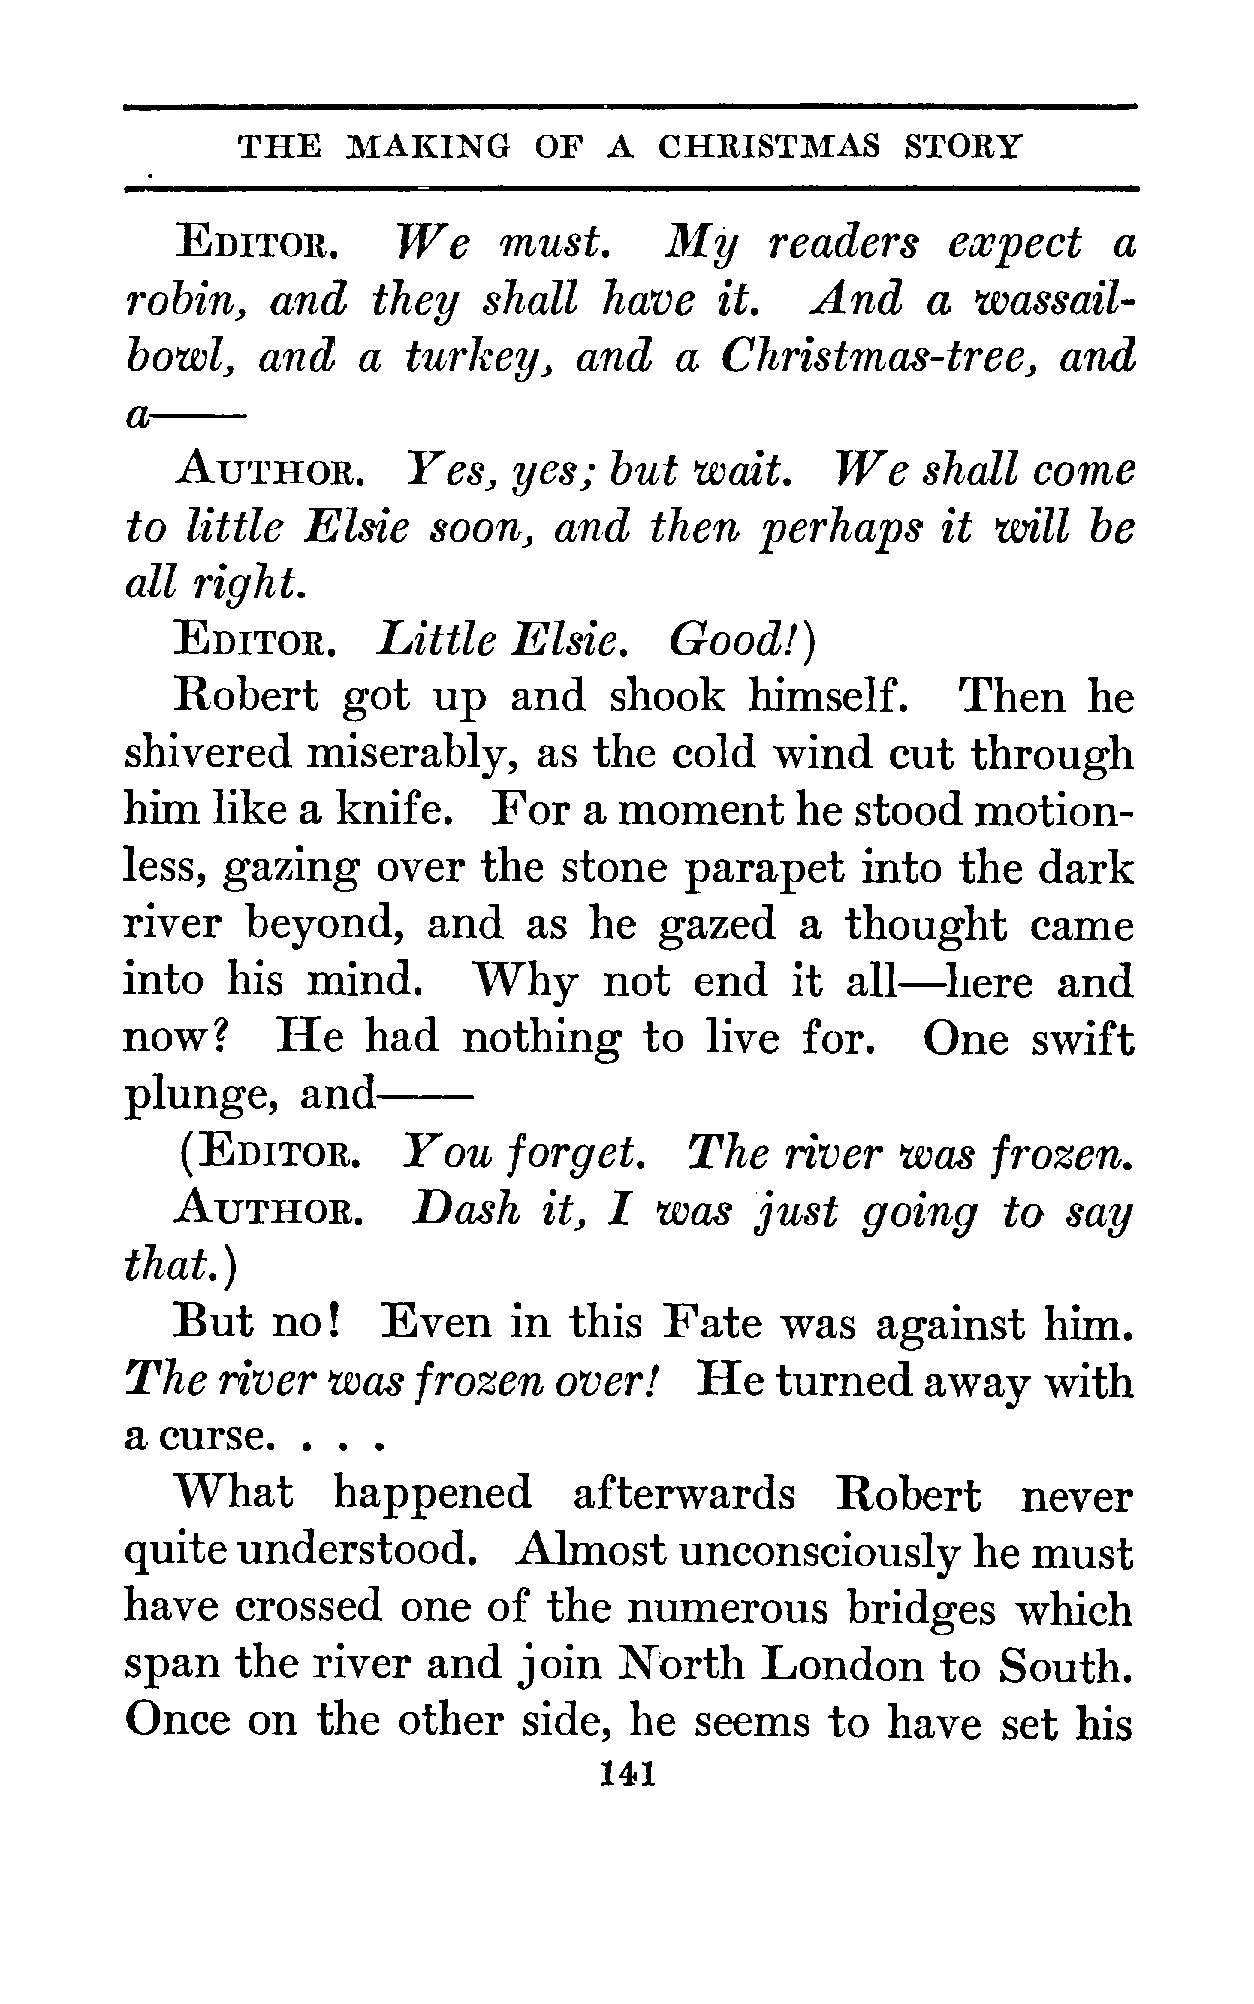 THE MAKING OF A CHRISTMAS STORY
EDITOR. We must. My readers expect a
robin, and they shall have it. And a wassail-
bowl, and a turkey, and a Christmas-tree, and
a——
AUTHOR. Yes, yes; but wait. We shall come
to little Elsie soon, and then perhaps it will be
all right.
EDITOR. Little Elsie. Good!)
Robert got up and shook himself. Then he
shivered miserably, as the cold wind cut through
him like a knife. For a moment he stood motion-
less, gazing over the stone parapet into the dark
river beyond, and as he gazed a thought came
into his mind. Why not end it all—here and
now? He had nothing to live for. One swift
plunge, and——
(EDITOR. You forget. The river was frozen.
AUTHOR. Dash it, I was just going to say
that.)
But no! Even in this Fate was against him.
The river was frozen over! He turned away with
a curse. . . .
What happened afterwards Robert never
quite understood. Almost unconsciously he must
have crossed one of the numerous bridges which
span the river and join North London to South.
Once on the other side, he seems to have set his
141